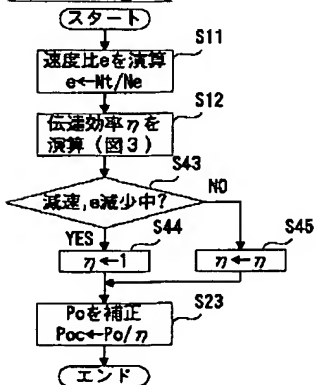 スタート
S11
速度比eを演算
e←Nt/Ne
S12
伝達効率ηを
演算(図3)
S43
減速,e減少中?
NO
YES
S44
S45
η←1
η←η
S23
Poを補正
Poc←Po/η
エンド